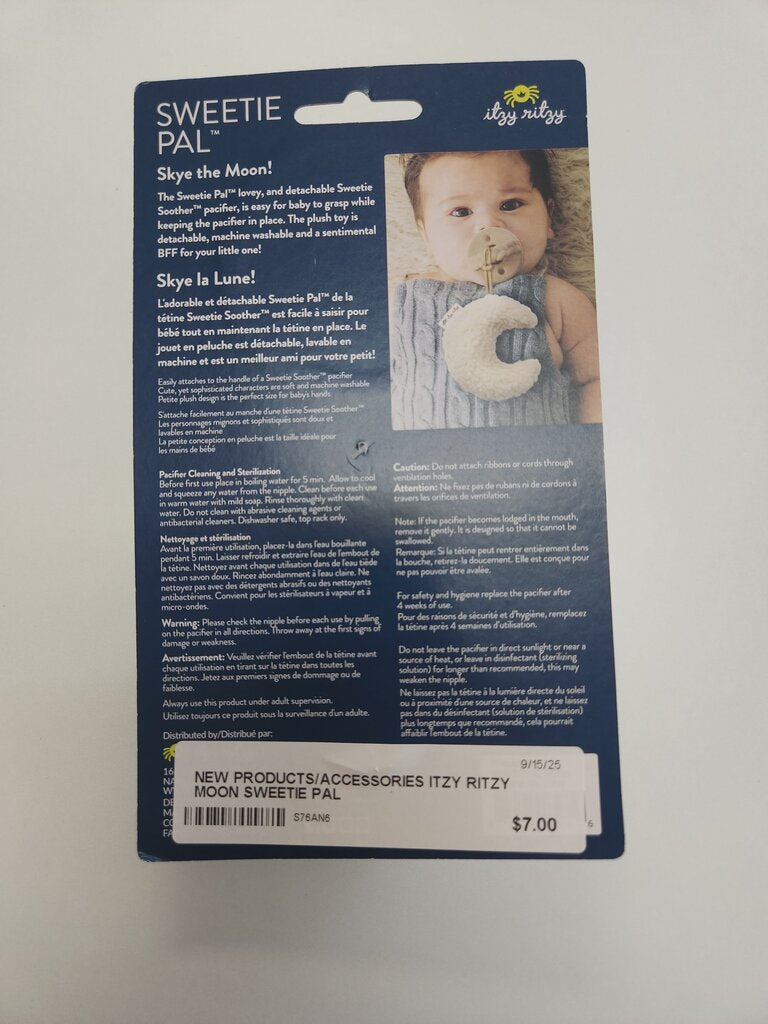 SWEETIE
PAL™
itzy ritzy
Skye the Moon!
The Sweetie Pal™ lovey, and detachable Sweetie
Soother™ pacifier, is easy for baby to grasp while
keeping the pacifier in place. The plush toy is
detachable, machine washable and a sentimental
BFF for your little one!
Skye la Lune!
L'adorable et détachable Sweetie Pal™ de la
tétine Sweetie Soother™ est facile à saisir pour
bébé tout en maintenant la tétine en place. Le
jouet en peluche est détachable, lavable en
machine et est un meilleur ami pour votre petit!
Easily attaches to the handle of a Sweetie Soother™ pacifier
Cute, yet sophisticated characters are soft and machine washable
Petite plush design is the perfect size for baby's hands
S'attache facilement au manche d'une tétine Sweetie Soother™
Les personnages mignons et sophistiqués sont doux et
lavables en machine
La petite conception en peluche est la taille idéale pour
les mains de bébé
Pacifier Cleaning and Sterilization
Before first use place in boiling water for 5 min. Allow to cool
and squeeze any water from the nipple. Clean before each use
in warm water with mild soap. Rinse thoroughly with clean
water. Do not clean with abrasive cleaning agents or
antibacterial cleaners. Dishwasher safe, top rack only.
Nettoyage et stérilisation
Avant la première utilisation, placez-la dans l'eau bouillante
pendant 5 min. Laisser refroidir et extraire l'eau de l'embout de
la tétine. Nettoyez avant chaque utilisation dans de l'eau tiède
avec un savon doux. Rincez abondamment à l'eau claire. Ne
nettoyez pas avec des détergents abrasifs ou des nettoyants
antibactériens. Convient pour les stérilisateurs à vapeur et à
micro-ondes.
Warning: Please check the nipple before each use by pulling
on the pacifier in all directions. Throw away at the first signs of
damage or weakness.
Avertissement: Veuillez vérifier l'embout de la tétine avant
chaque utilisation en tirant sur la tétine dans toutes les
directions. Jetez aux premiers signes de dommage ou de
faiblesse.
Always use this product under adult supervision.
Utilisez toujours ce produit sous la surveillance d'un adulte.
Distributed by/Distribué par:
Caution: Do not attach ribbons or cords through
ventilation holes.
Attention: Ne fixez pas de rubans ni de cordons à
travers les orifices de ventilation.
Note: If the pacifier becomes lodged in the mouth,
remove it gently. It is designed so that it cannot be
swallowed.
Remarque: Si la tétine peut rentrer entièrement dans
la bouche, retirez-la doucement. Elle est conçue pour
ne pas pouvoir être avalée.
For safety and hygiene replace the pacifier after
4 weeks of use.
Pour des raisons de sécurité et d'hygiène, remplacez
la tétine après 4 semaines d'utilisation.
Do not leave the pacifier in direct sunlight or near a
source of heat, or leave in disinfectant (sterilizing
solution) for longer than recommended, this may
weaken the nipple.
Ne laissez pas la tétine à la lumière directe du soleil
ou à proximité d'une source de chaleur, et ne laissez
pas dans du désinfectant (solution de stérilisation)
plus longtemps que recommandé, cela pourrait
affaiblir l'embout de la tétine.
9/15/25
NEW PRODUCTS/ACCESSORIES ITZY RITZY
MOON SWEETIE PAL
S76AN6
$7.00